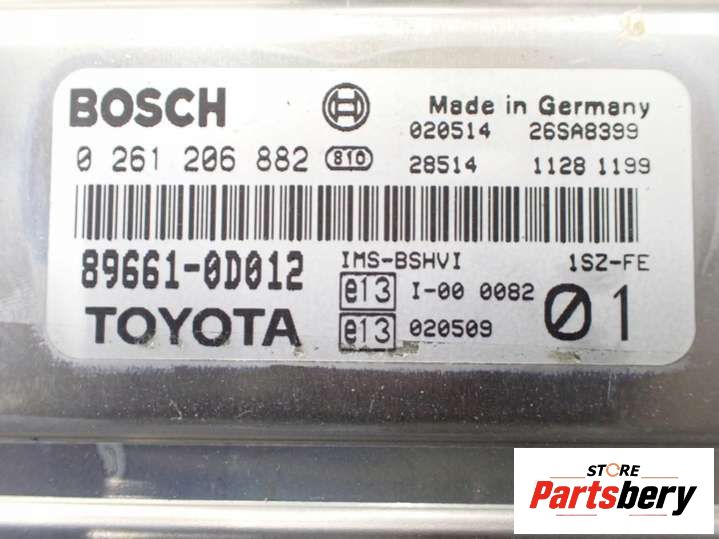 BOSCH
Made in Germany
020514 26SA8399
0 261 206 882 810
28514 1128 1199
89661-0D012
IMS-BSHVI 1SZ-FE
e13 I-00 0082
TOYOTA
e13 020509
01
STORE
Partsbery